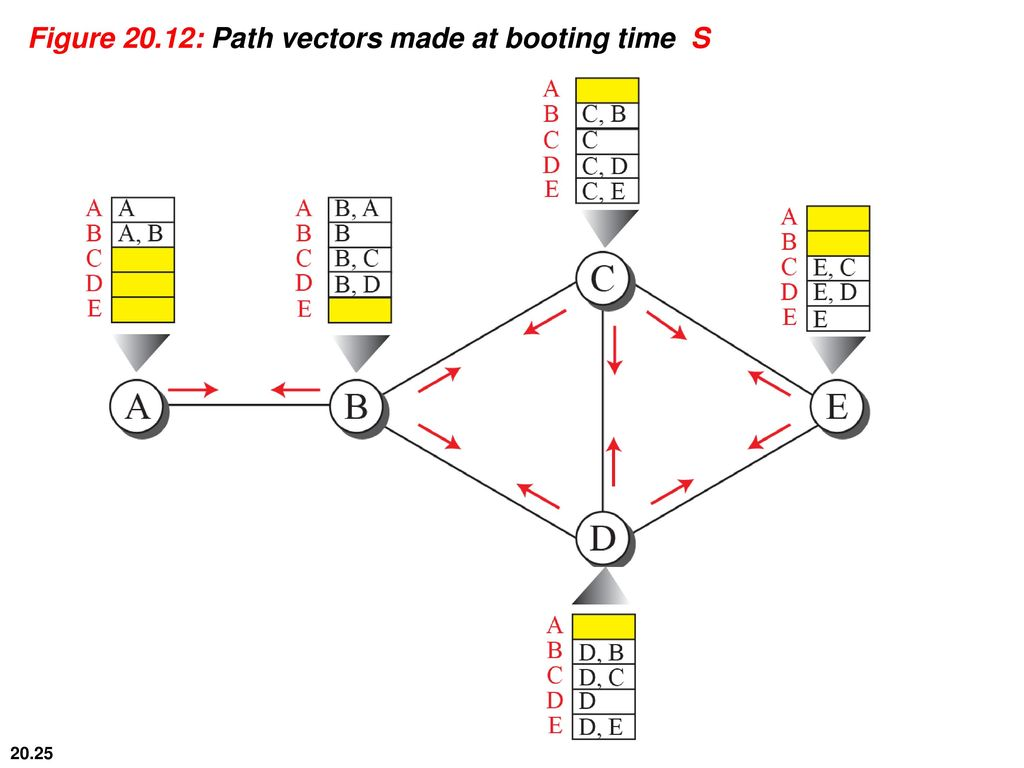 Figure 20.12: Path vectors made at booting time S
A
B C, B
C C
D C, D
E C, E
A A
B A, B
C
D
E
A B, A
B B
C B, C
D B, D
E
A
B
C E, C
D E, D
E E
C
A
B
E
D
A
B D, B
C D, C
D D
E D, E
20.25